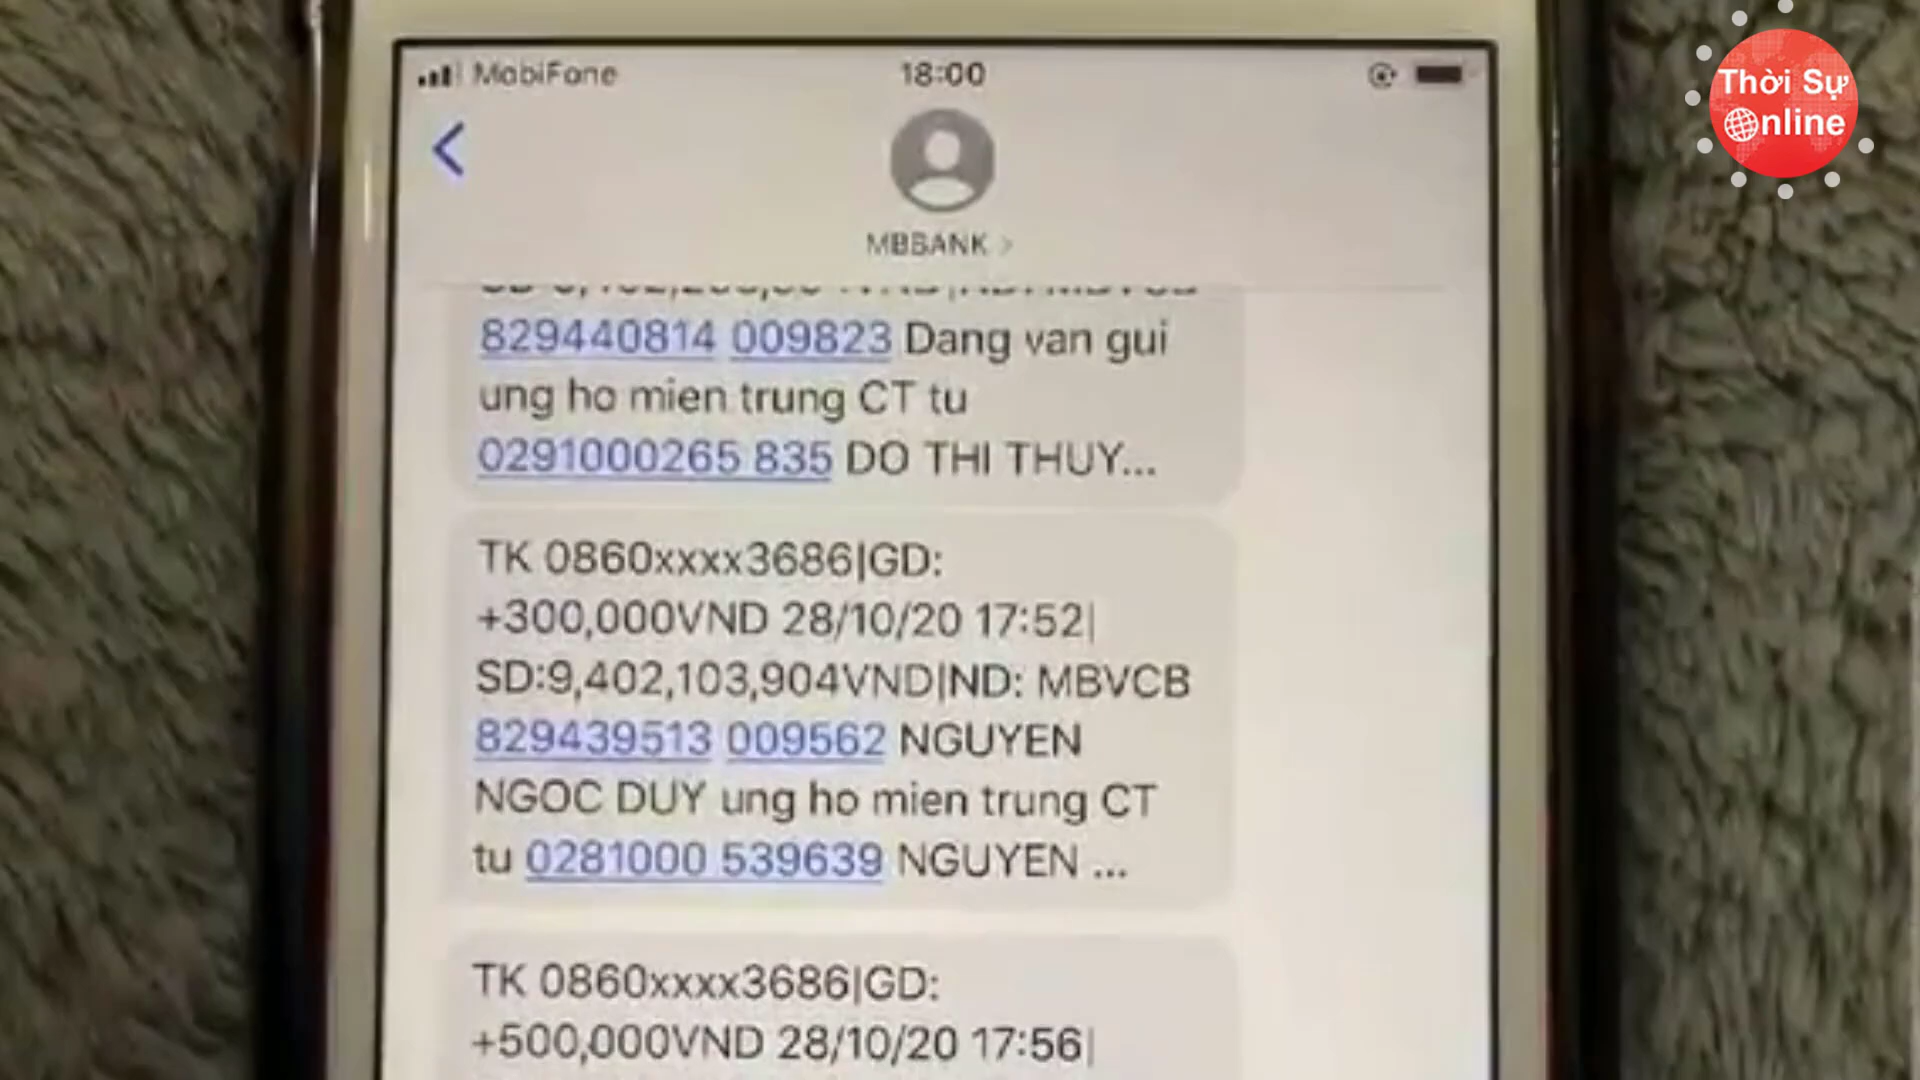 MobiFone
18:00
Thời Sự
Online
MBBANK
829440814 009823 Dang van gui
ung ho mien trung CT tu
0291000265 835 DO THI THUY...
TK 0860xxxx3686|GD:
+300,000VND 28/10/20 17:52|
SD:9,402,103,904VND|ND: MBVCB
829439513 009562 NGUYEN
NGOC DUY ung ho mien trung CT
tu 0281000 539639 NGUYEN ...
TK 0860xxxx3686|GD:
+500,000VND 28/10/20 17:56|